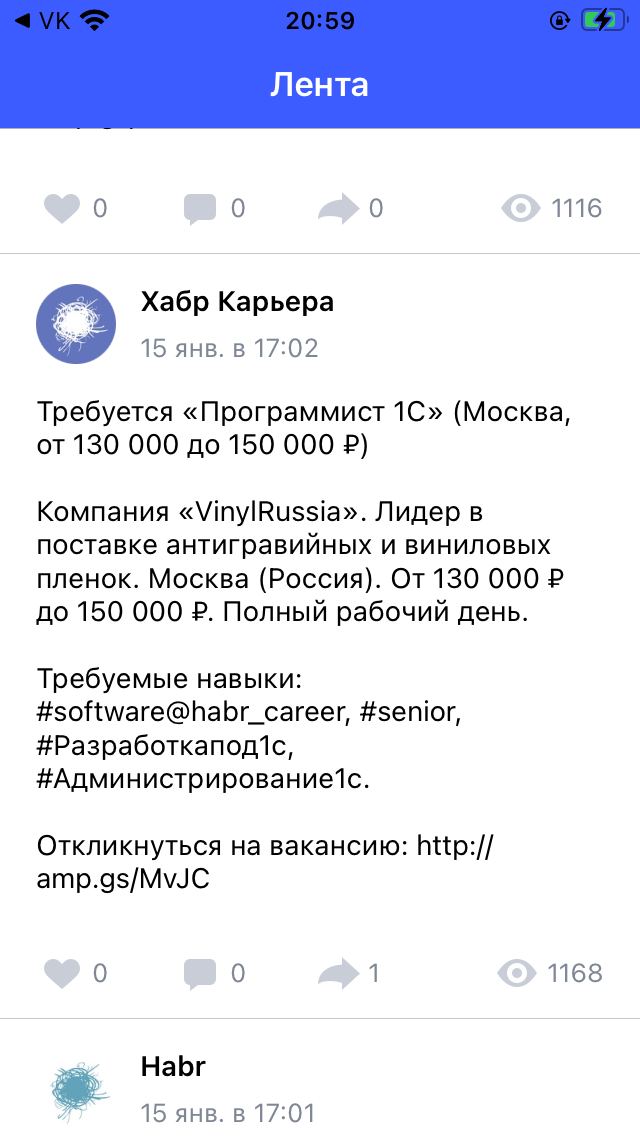 VK
20:59
Лента
0 0 0 1116
Хабр Карьера
15 янв. в 17:02
Требуется «Программист 1С» (Москва,
от 130 000 до 150 000 ₽)
Компания «VinylRussia». Лидер в
поставке антигравийных и виниловых
пленок. Москва (Россия). От 130 000 ₽
до 150 000 ₽. Полный рабочий день.
Требуемые навыки:
#software@habr_career, #senior,
#Разработкапод1с,
#Администрирование1с.
Откликнуться на вакансию: http://
amp.gs/MvJC
0 0 1 1168
Habr
15 янв. в 17:01